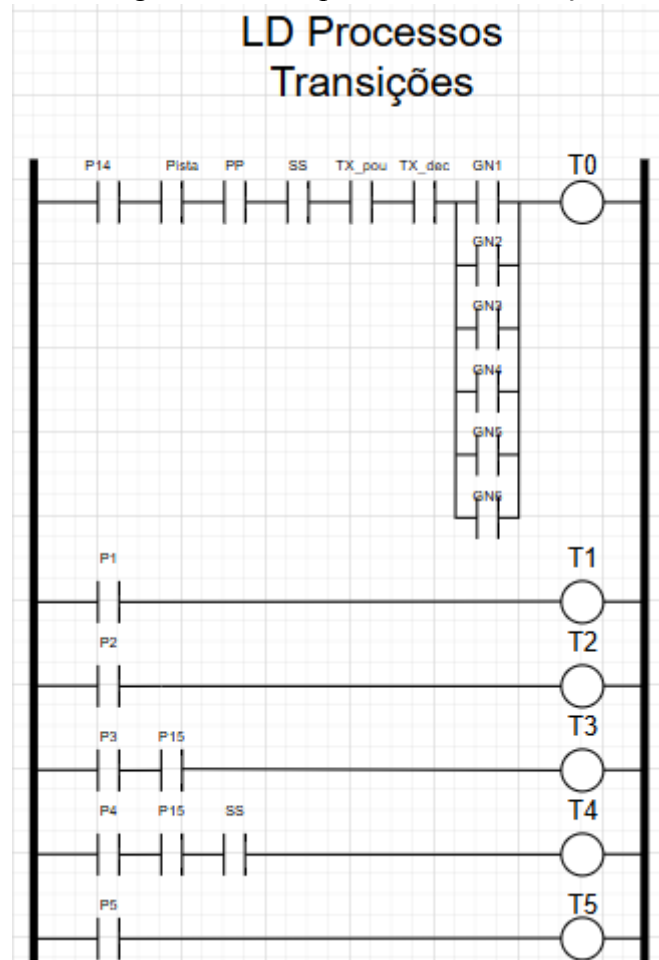 LD Processos
Transições
P14 Pista PP SS TX_pou TX_dec GN1 T0
GN2
GN3
GN4
GN5
GN6
P1 T1
P2 T2
P3 P15 T3
P4 P15 SS T4
P5 T5